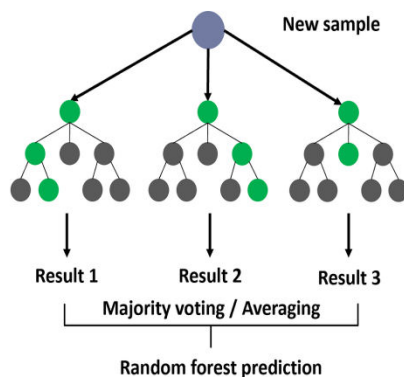 New sample
Result 1
Result 2
Result 3
Majority voting / Averaging
Random forest prediction